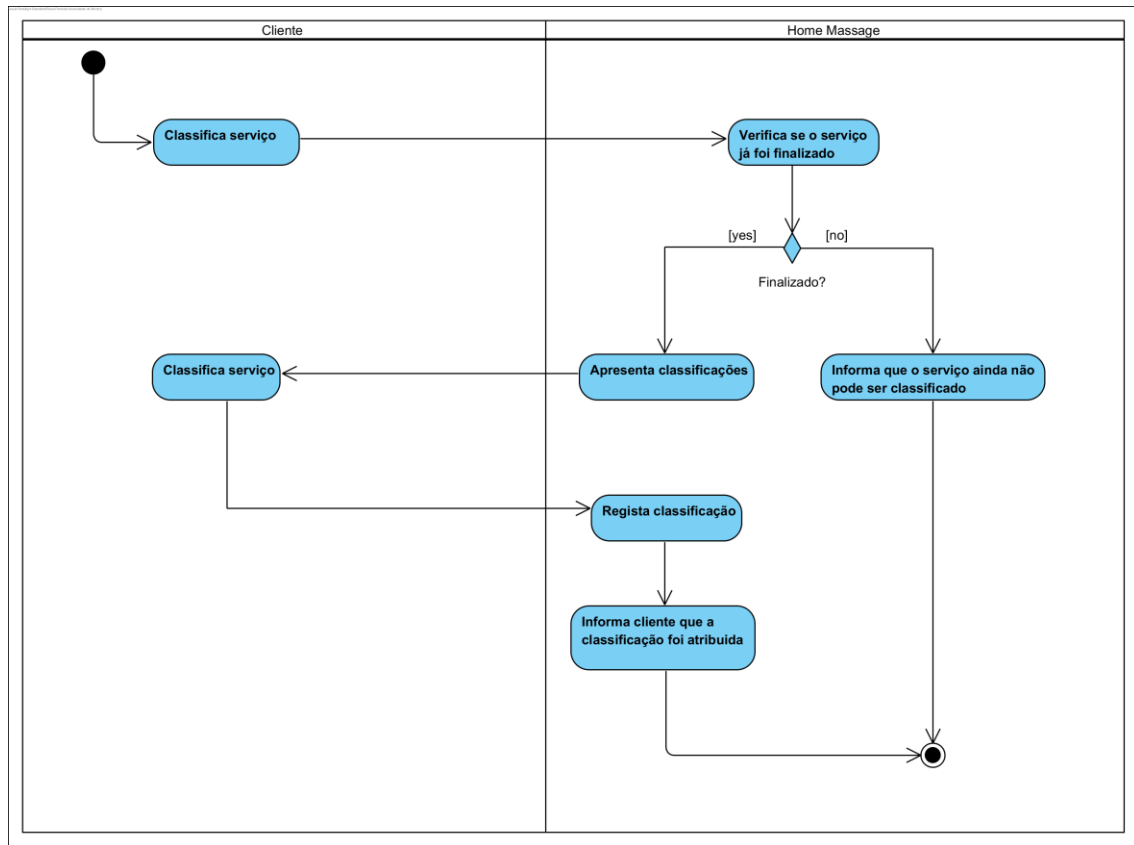 Cliente
Home Massage
Classifica serviço
Verifica se o serviço
já foi finalizado
[yes]
[no]
Finalizado?
Classifica serviço
Apresenta classificações
Informa que o serviço ainda não
pode ser classificado
Regista classificação
Informa cliente que a
classificação foi atribuida